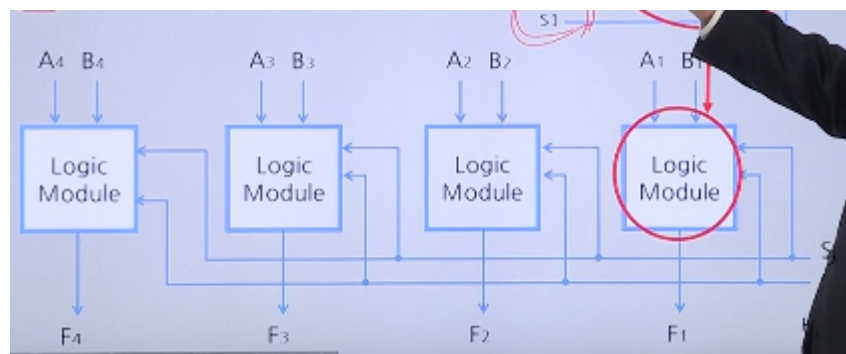 S1
A4 B4 A3 B3 A2 B2 A1 B1
Logic Module
Logic Module
Logic Module
Logic Module
F4 F3 F2 F1